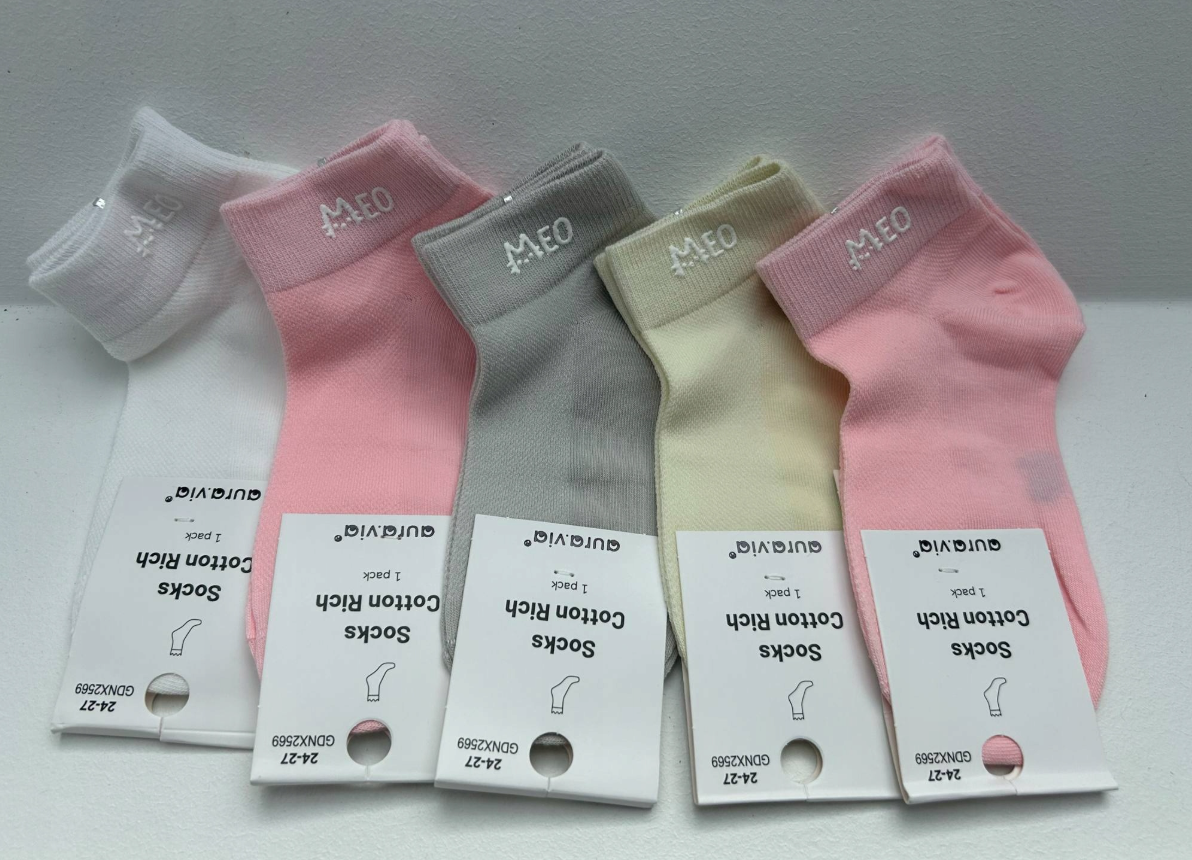 MEO
MEO
MEO
MEO
MEO
aura.via®
1 pack
Cotton Rich
Socks
24-27
GDNX2569
aura.via®
1 pack
Cotton Rich
Socks
24-27
GDNX2569
aura.via®
1 pack
Cotton Rich
Socks
24-27
GDNX2569
aura.via®
1 pack
Cotton Rich
Socks
24-27
GDNX2569
aura.via®
1 pack
Cotton Rich
Socks
24-27
GDNX2569